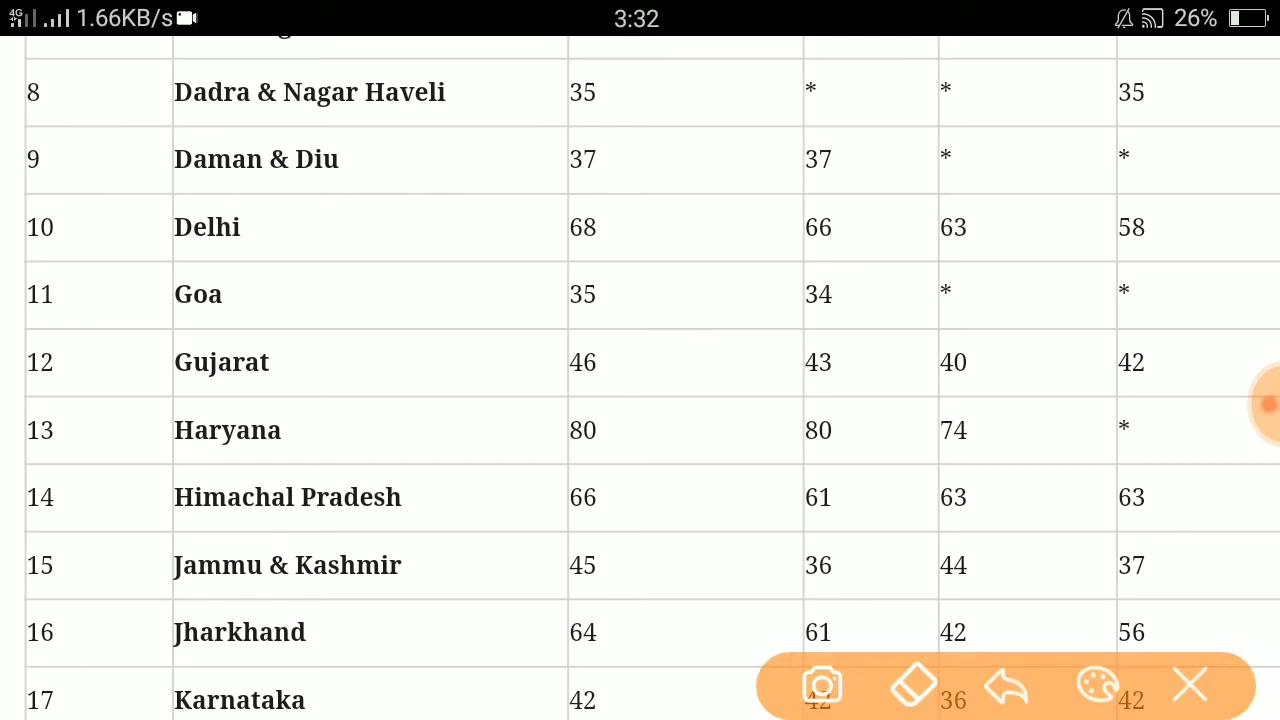 4G 1.66KB/s 3:32 26%
8 Dadra & Nagar Haveli 35 * * 35
9 Daman & Diu 37 37 * *
10 Delhi 68 66 63 58
11 Goa 35 34 * *
12 Gujarat 46 43 40 42
13 Haryana 80 80 74 *
14 Himachal Pradesh 66 61 63 63
15 Jammu & Kashmir 45 36 44 37
16 Jharkhand 64 61 42 56
17 Karnataka 42 42 36 42